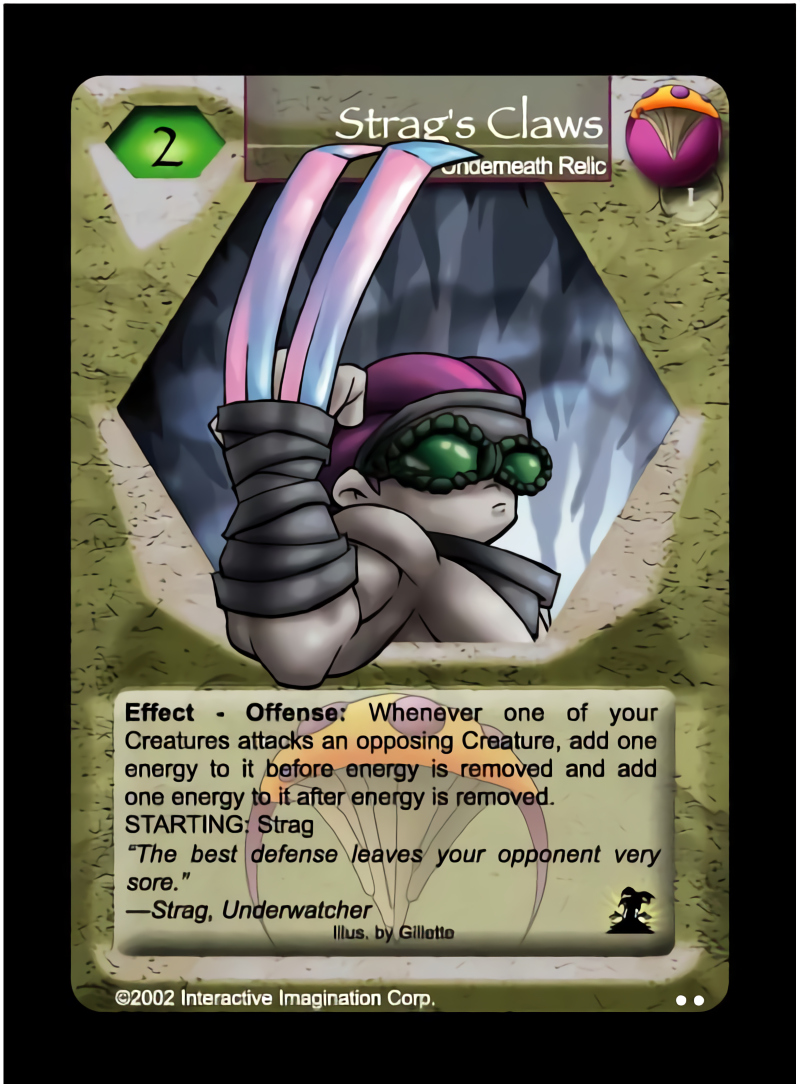 2
Strag's Claws
Underneath Relic
1
Effect - Offense: Whenever one of your
Creatures attacks an opposing Creature, add one
energy to it before energy is removed and add
one energy to it after energy is removed.
STARTING: Strag
"The best defense leaves your opponent very
sore."
—Strag, Underwatcher
Illus. by Gillette
©2002 Interactive Imagination Corp.